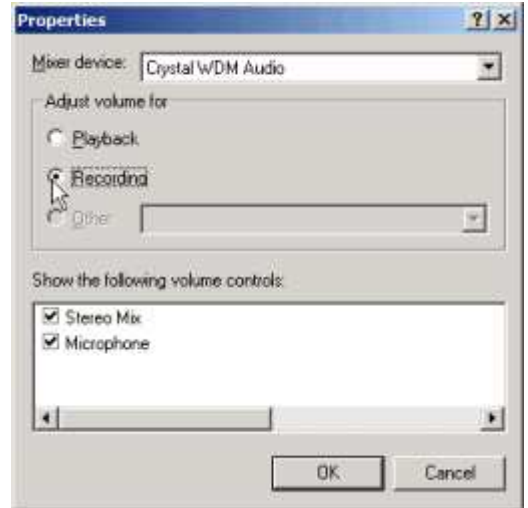 Properties
Mixer device: Crystal WDM Audio
Adjust volume for
Playback
Recording
Other
Show the following volume controls:
Stereo Mix
Microphone
OK Cancel